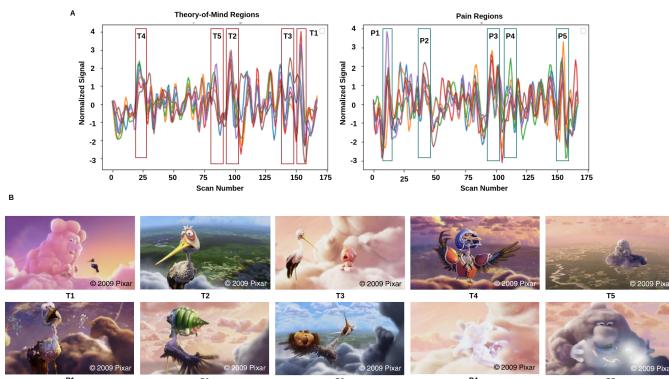 A
Theory-of-Mind Regions
Pain Regions
T4
T5
T2
T3
T1
P1
P2
P3
P4
P5
4
3
2
1
0
1
-2
-3
4
3
2
1
0
-1
-2
-3
Normalized Signal
Normalized Signal
0
25
50
75
100
125
150
175
0
25
50
75
100
125
150
175
Scan Number
Scan Number
B
© 2009 Pixar
© 2009 Pixar
© 2009 Pixar
© 2009 Pixar
© 2009 Pixar
T1
T2
T3
T4
T5
© 2009 Pixar
© 2009 Pixar
© 2009 Pixar
© 2009 Pixar
© 2009 Pixar